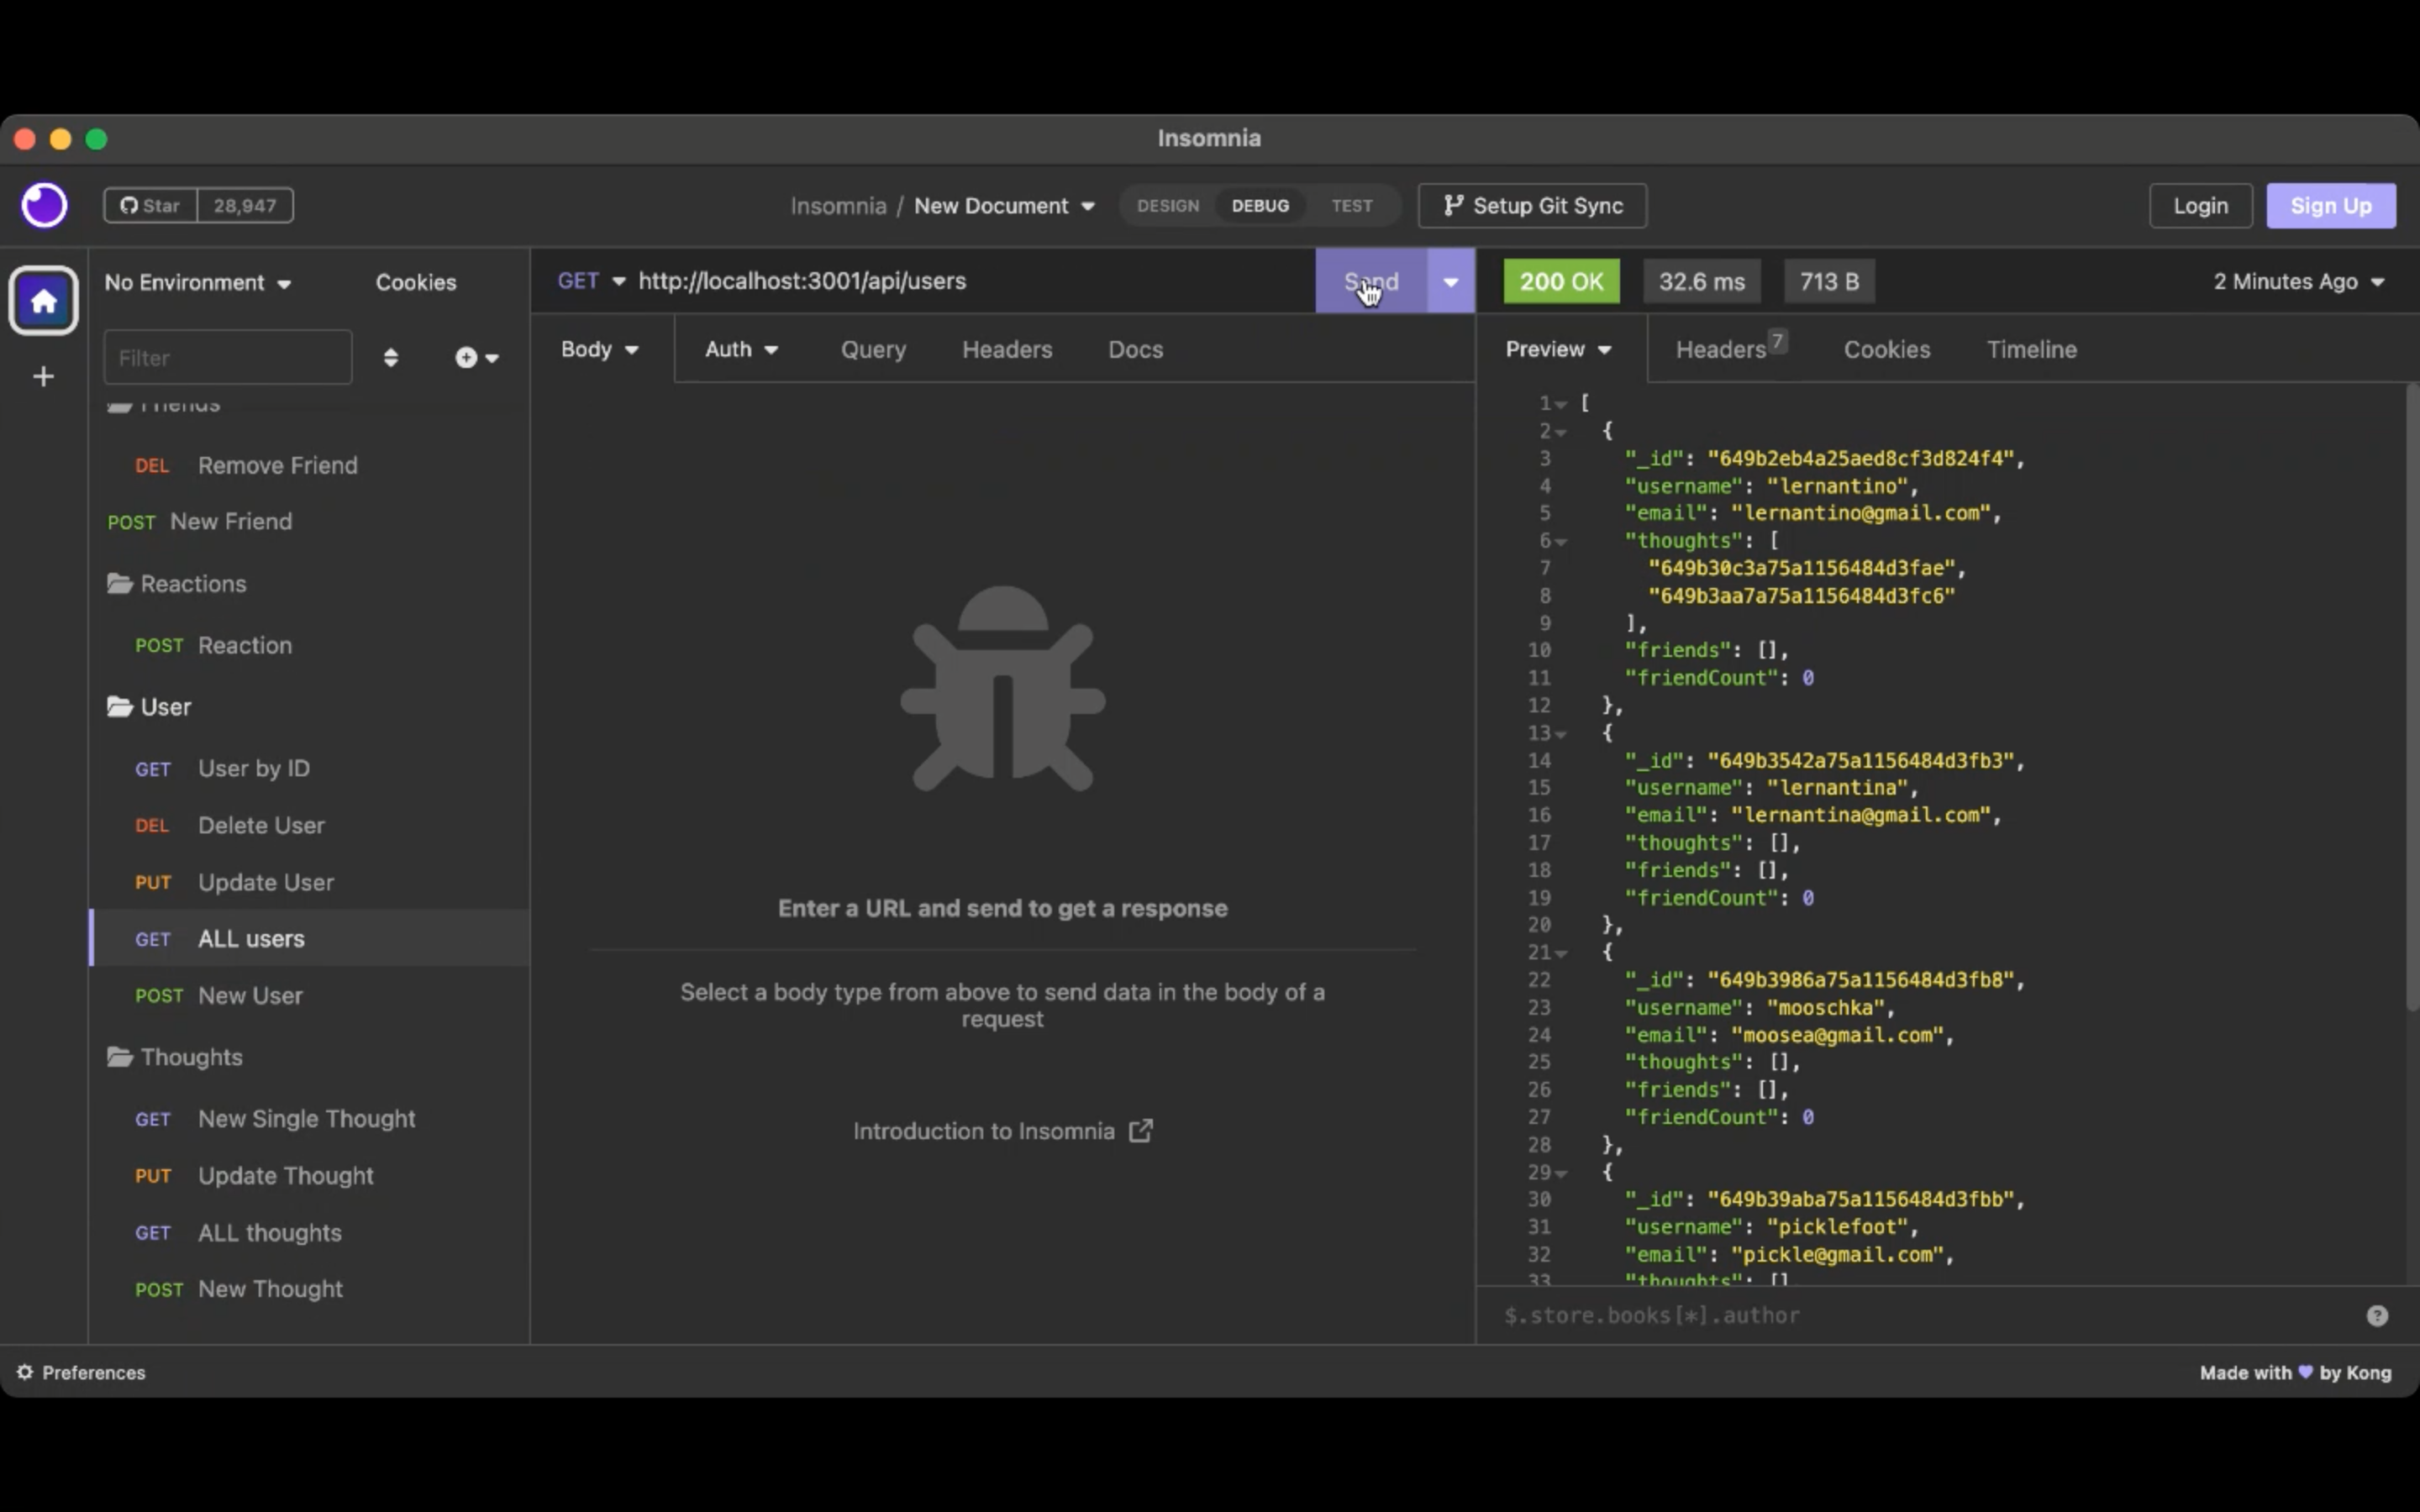 Insomnia
Star 28,947
Insomnia / New Document
DESIGN DEBUG TEST
Setup Git Sync
Login Sign Up
No Environment Cookies
Filter
Friends
DEL Remove Friend
POST New Friend
Reactions
POST Reaction
User
GET User by ID
DEL Delete User
PUT Update User
GET ALL users
POST New User
Thoughts
GET New Single Thought
PUT Update Thought
GET ALL thoughts
POST New Thought
GET http://localhost:3001/api/users Send
Body Auth Query Headers Docs
Enter a URL and send to get a response
Select a body type from above to send data in the body of a
request
Introduction to Insomnia
200 OK 32.6 ms 713 B 2 Minutes Ago
Preview Headers 7 Cookies Timeline
1 [
2 {
3 "_id": "649b2eb4a25aed8cf3d824f4",
4 "username": "lernantino",
5 "email": "lernantino@gmail.com",
6 "thoughts": [
7 "649b30c3a75a1156484d3fae",
8 "649b3aa7a75a1156484d3fc6"
9 ],
10 "friends": [],
11 "friendCount": 0
12 },
13 {
14 "_id": "649b3542a75a1156484d3fb3",
15 "username": "lernantina",
16 "email": "lernantina@gmail.com",
17 "thoughts": [],
18 "friends": [],
19 "friendCount": 0
20 },
21 {
22 "_id": "649b3986a75a1156484d3fb8",
23 "username": "mooschka",
24 "email": "moosea@gmail.com",
25 "thoughts": [],
26 "friends": [],
27 "friendCount": 0
28 },
29 {
30 "_id": "649b39aba75a1156484d3fbb",
31 "username": "picklefoot",
32 "email": "pickle@gmail.com",
33 "thoughts": [],
$.store.books[*].author
Preferences
Made with 💜 by Kong